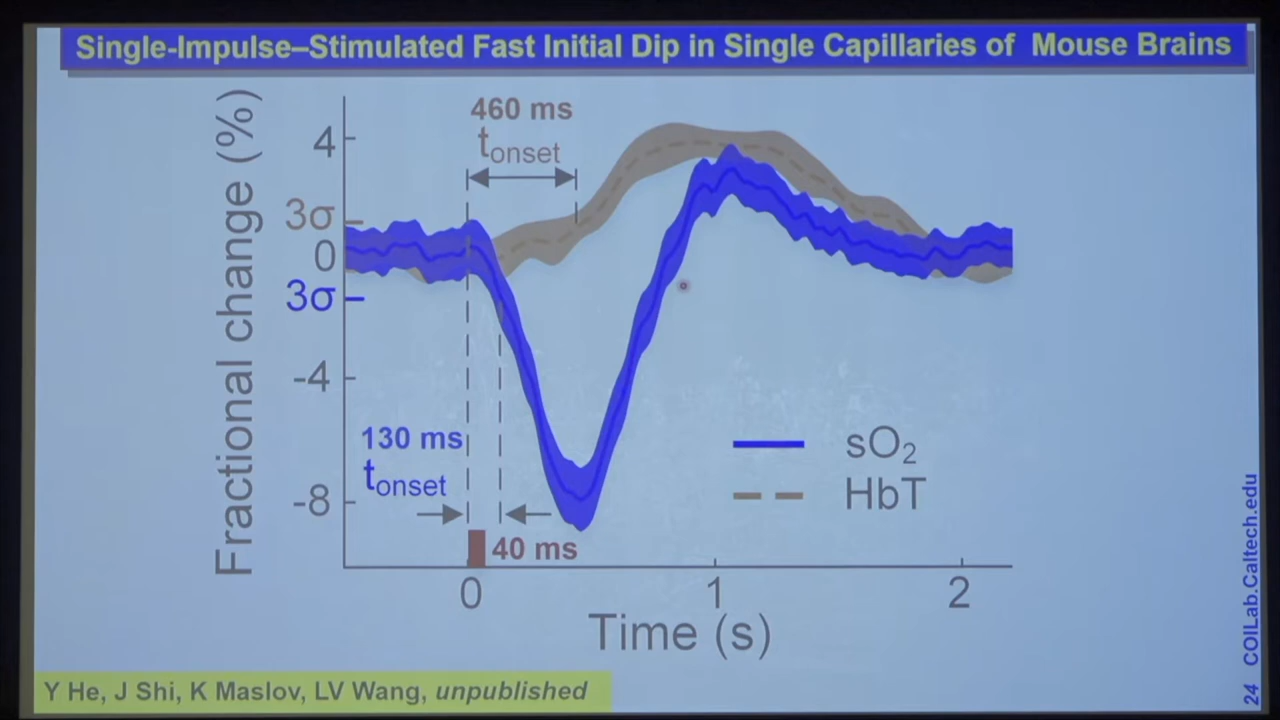 Single-Impulse–Stimulated Fast Initial Dip in Single Capillaries of Mouse Brains
Fractional change (%)
4
3σ
0
3σ
-4
-8
460 ms
tonset
130 ms
tonset
40 ms
sO2
HbT
0
1
2
Time (s)
Y He, J Shi, K Maslov, LV Wang, unpublished
24 COILab.Caltech.edu